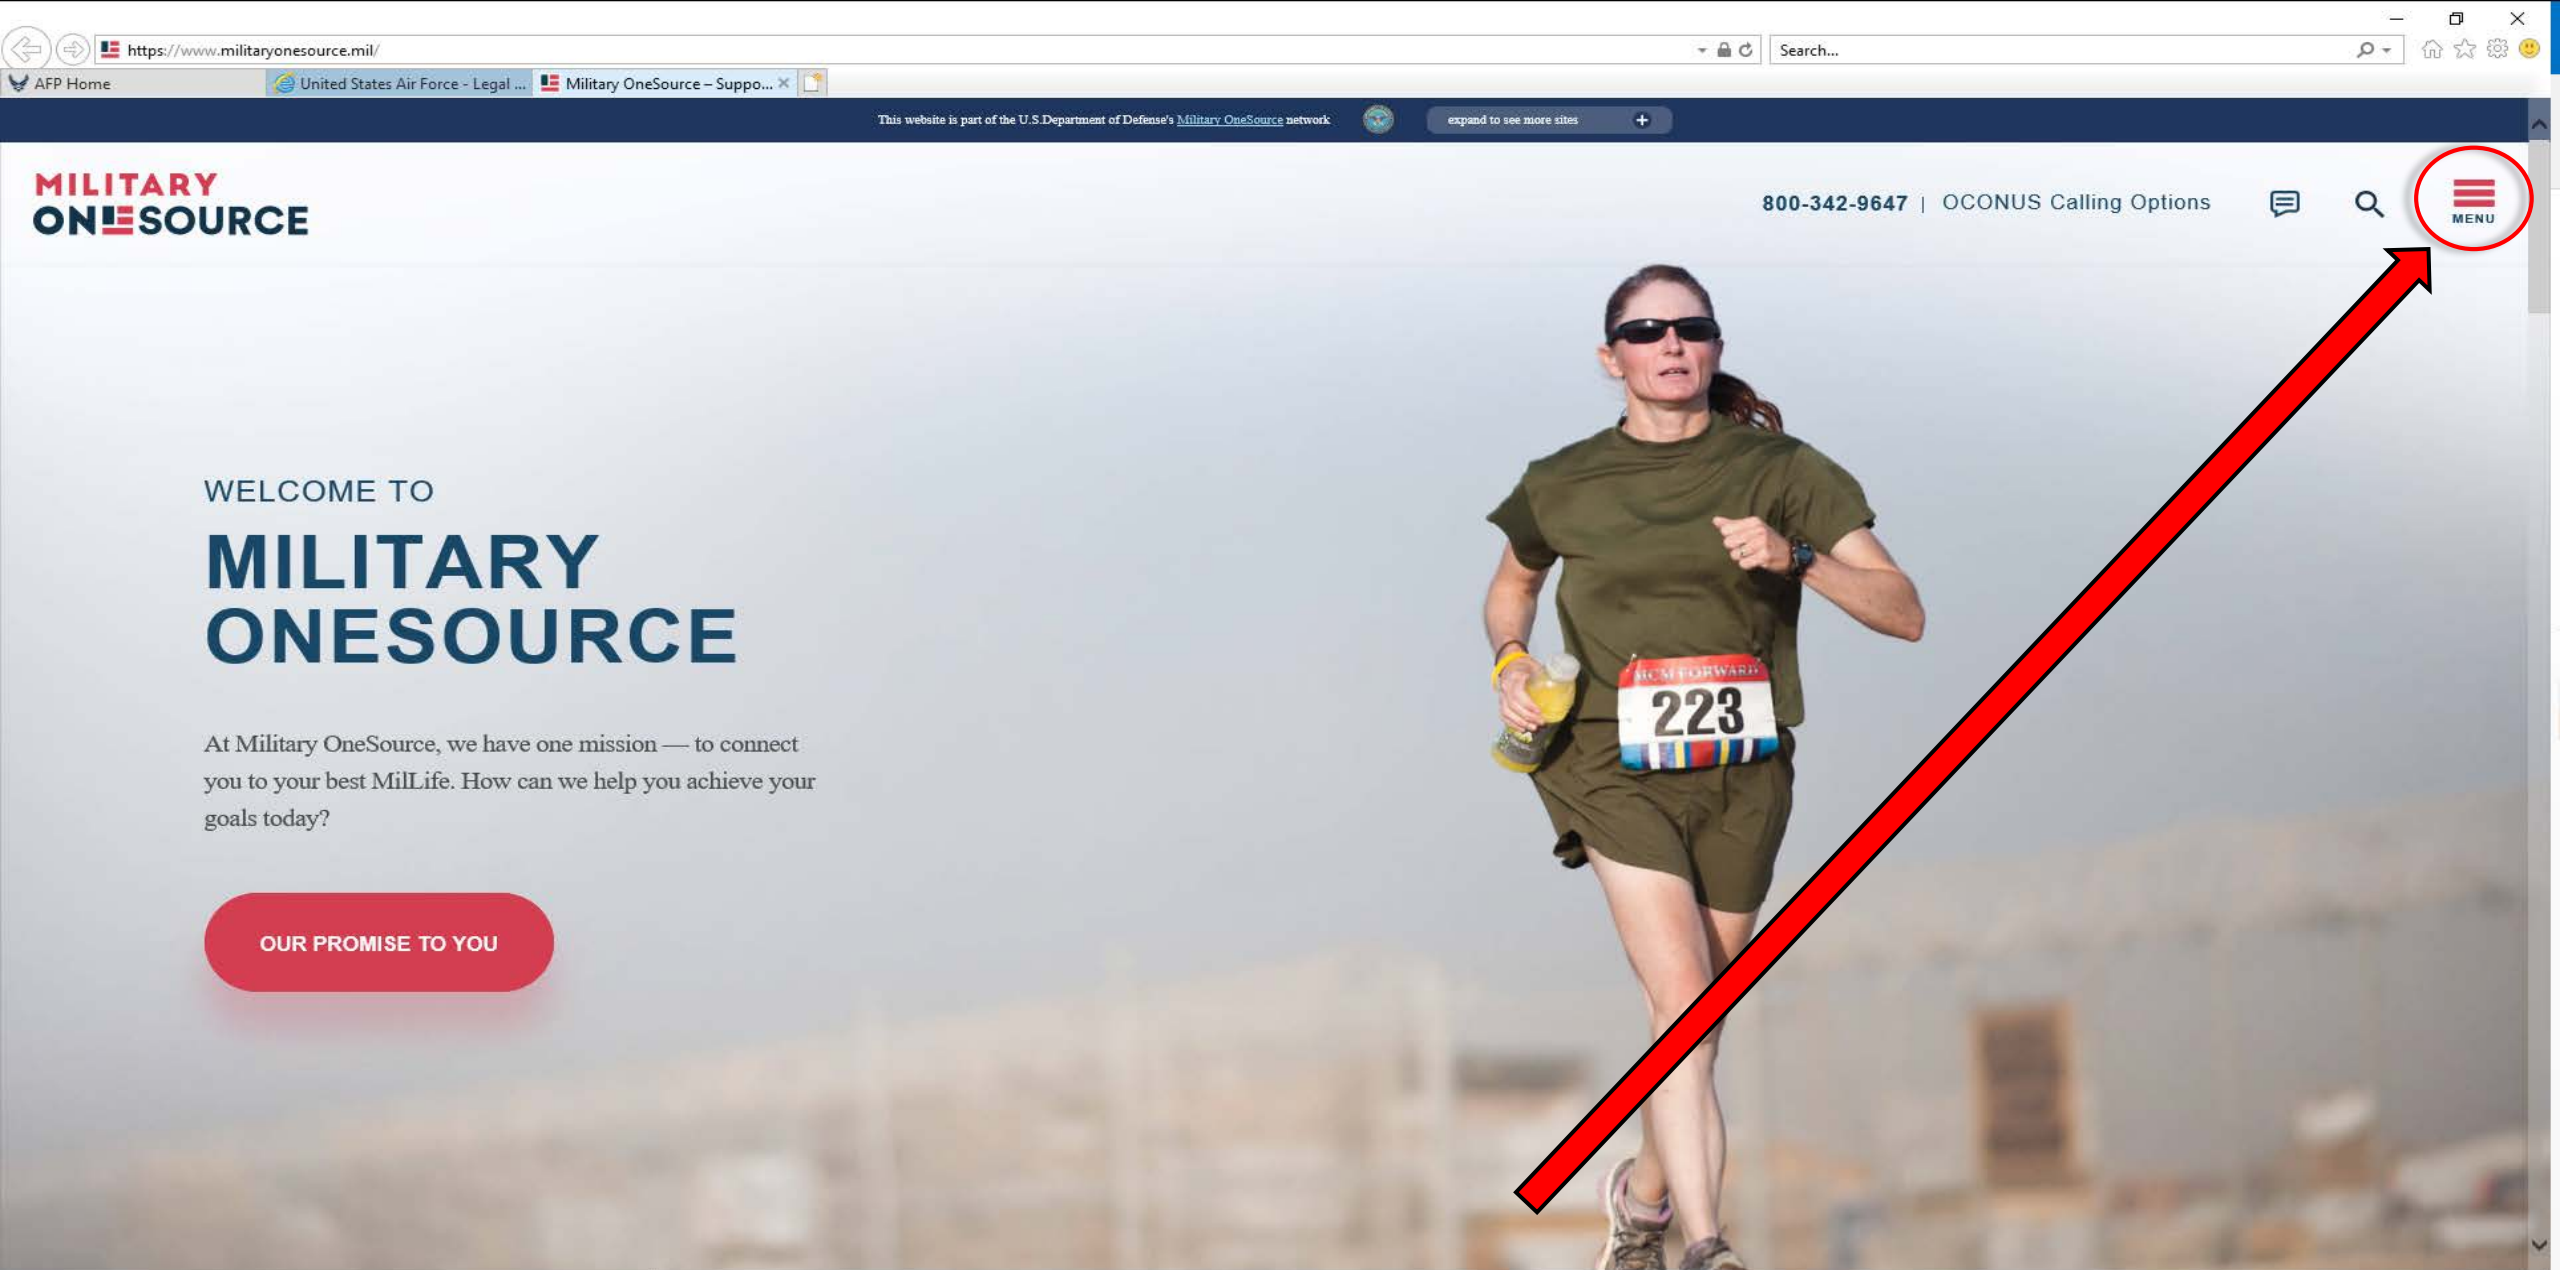 https://www.militaryonesource.mil/
Search...
AFP Home
United States Air Force - Legal ...
Military OneSource – Suppo...
This website is part of the U.S.Department of Defense's Military OneSource network
expand to see more sites
MILITARY
ONESOURCE
800-342-9647 | OCONUS Calling Options
MENU
WELCOME TO
MILITARY
ONESOURCE
At Military OneSource, we have one mission — to connect
you to your best MilLife. How can we help you achieve your
goals today?
OUR PROMISE TO YOU
MCM FORWARD
223